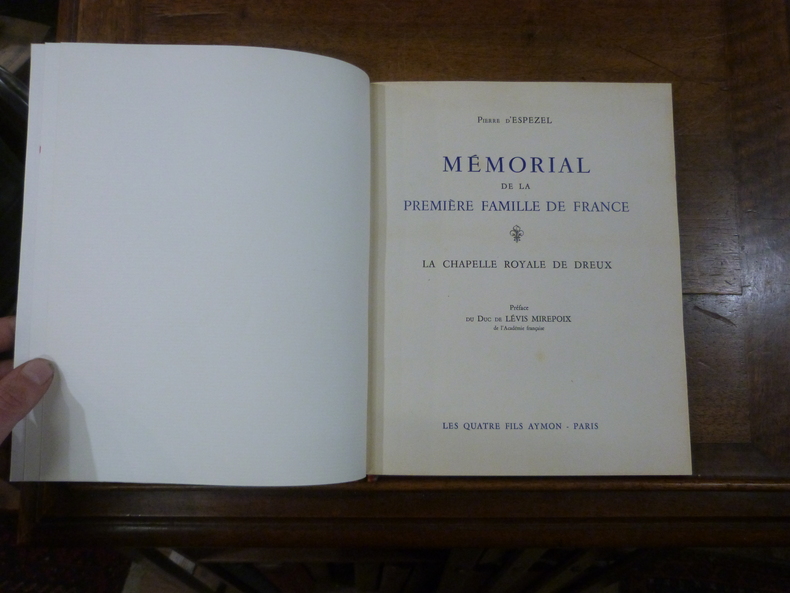 Pierre d'ESPEZEL
MÉMORIAL
DE LA
PREMIÈRE FAMILLE DE FRANCE
LA CHAPELLE ROYALE DE DREUX
Préface
du Duc de LÉVIS MIREPOIX
de l'Académie française
LES QUATRE FILS AYMON - PARIS